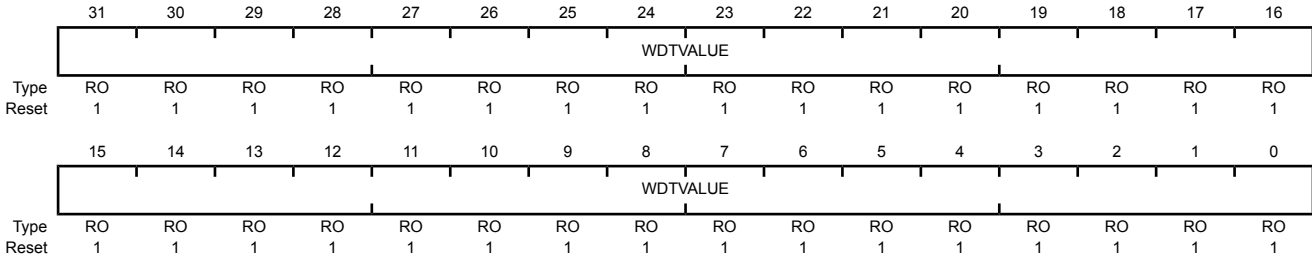 31 30 29 28 27 26 25 24 23 22 21 20 19 18 17 16
WDTVALUE
Type RO RO RO RO RO RO RO RO RO RO RO RO RO RO RO RO
Reset 1 1 1 1 1 1 1 1 1 1 1 1 1 1 1 1
15 14 13 12 11 10 9 8 7 6 5 4 3 2 1 0
WDTVALUE
Type RO RO RO RO RO RO RO RO RO RO RO RO RO RO RO RO
Reset 1 1 1 1 1 1 1 1 1 1 1 1 1 1 1 1